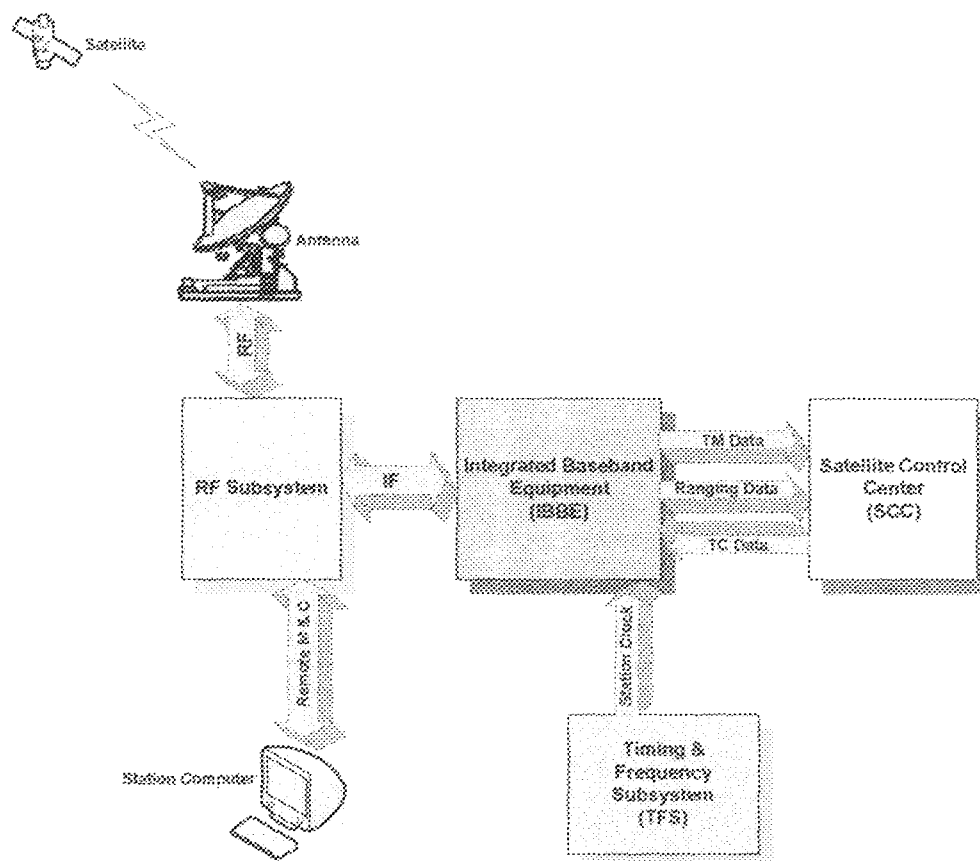 Satellite
Antenna
RF
RF Subsystem
IF
Integrated Baseband
Equipment
(IBBE)
TM Data
Ranging Data
TC Data
Satellite Control
Center
(SCC)
Remote M & C
Station Clock
Station Computer
Timing &
Frequency
Subsystem
(TFS)